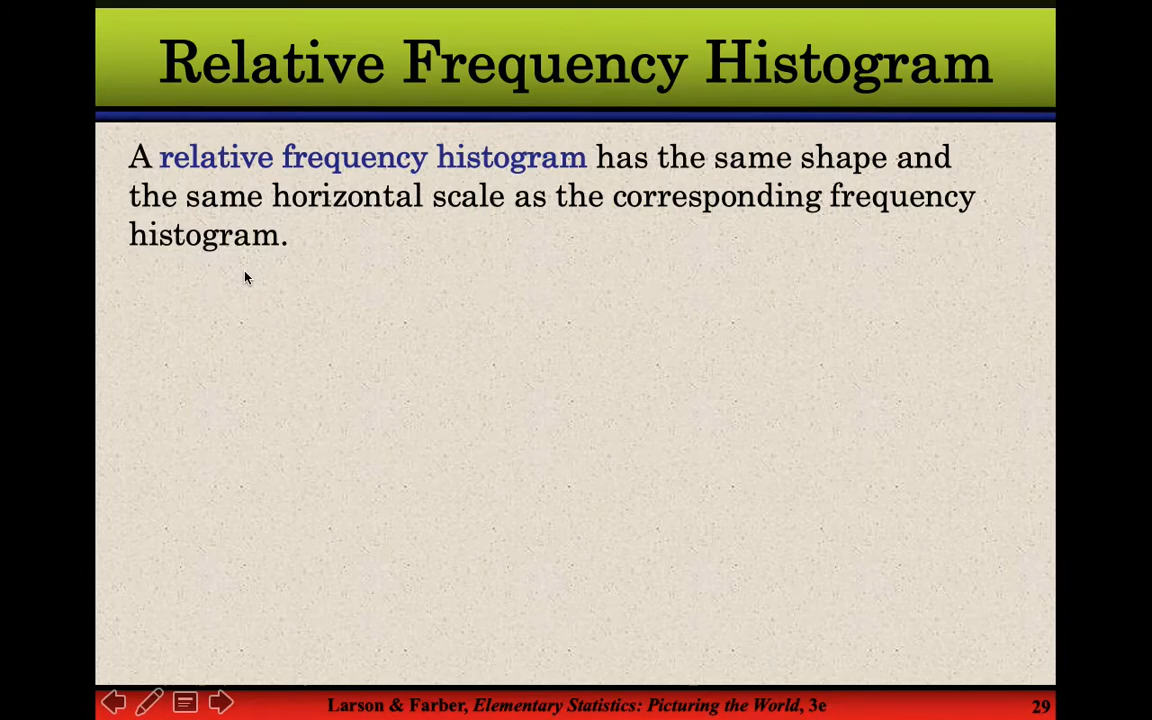 Relative Frequency Histogram
A relative frequency histogram has the same shape and
the same horizontal scale as the corresponding frequency
histogram.
Larson & Farber, Elementary Statistics: Picturing the World, 3e
29